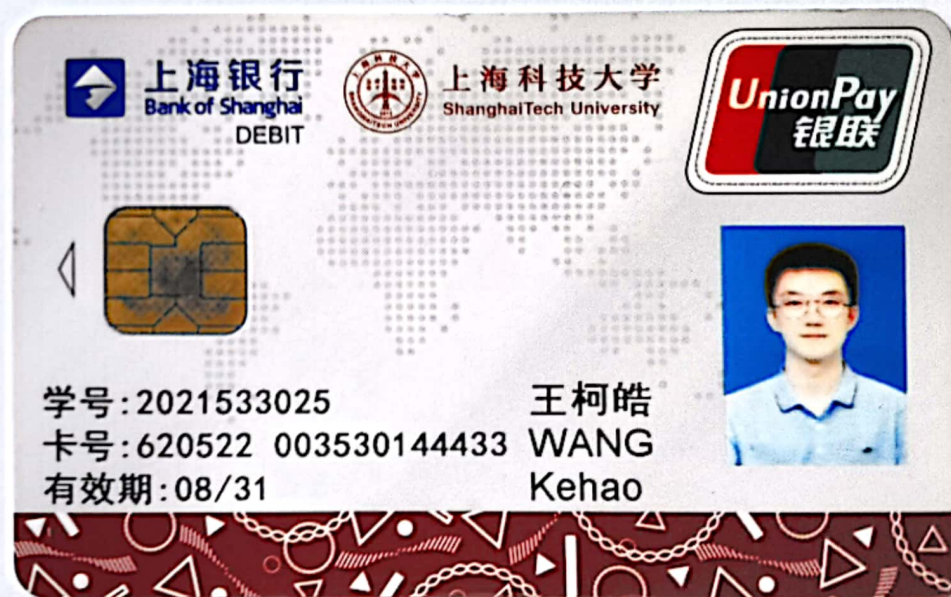 上海银行
Bank of Shanghai
DEBIT
上海科技大学
ShanghaiTech University
UnionPay
银联
学号:2021533025
王柯皓
卡号:620522 003530144433
WANG
有效期:08/31
Kehao